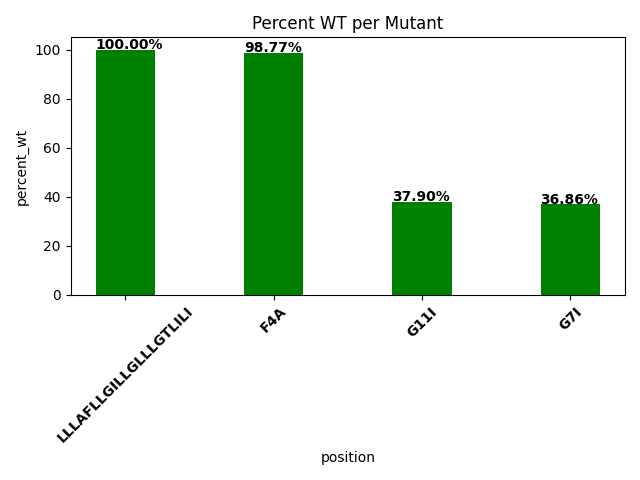 Percent WT per Mutant
100.00%
98.77%
37.90%
36.86%
100
80
60
40
20
0
percent_wt
LLLAFLLGILLGLLLGTLILI
F4A
G11I
G7I
position